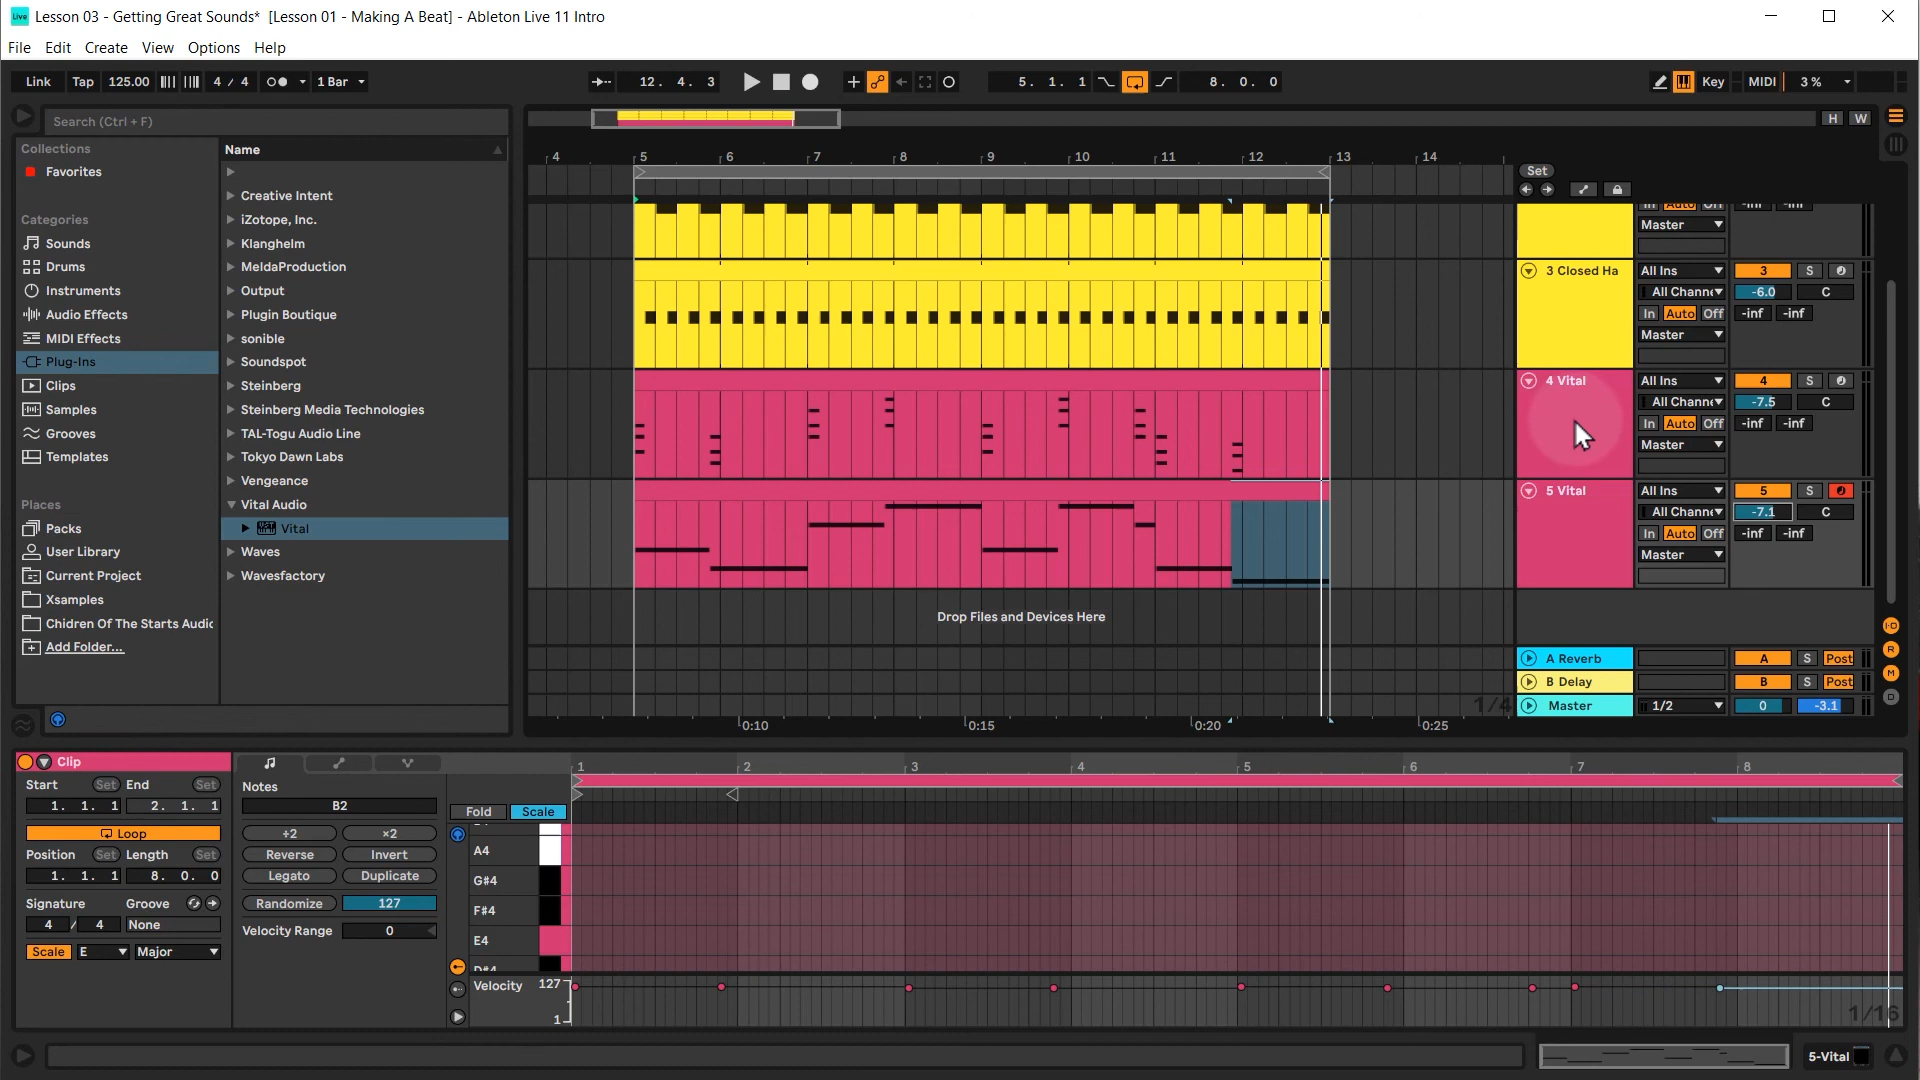 Live Lesson 03 - Getting Great Sounds* [Lesson 01 - Making A Beat] - Ableton Live 11 Intro
File Edit Create View Options Help
Link Tap 125.00 4 / 4 1 Bar 12. 4. 3 5. 1. 1 8. 0. 0 Key MIDI 3 %
Search (Ctrl + F)
H W
Collections
Favorites
Categories
Sounds
Drums
Instruments
Audio Effects
MIDI Effects
Plug-Ins
Clips
Samples
Grooves
Templates
Places
Packs
User Library
Current Project
Xsamples
Chidren Of The Starts Audic
Add Folder...
Name
Creative Intent
iZotope, Inc.
Klanghelm
MeldaProduction
Output
Plugin Boutique
sonible
Soundspot
Steinberg
Steinberg Media Technologies
TAL-Togu Audio Line
Tokyo Dawn Labs
Vengeance
Vital Audio
Vital
Waves
Wavesfactory
4 5 6 7 8 9 10 11 12 13 14
Set
In Auto Off -inf -inf
Master
3 Closed Ha All Ins 3 S
All Channe -6.0 C
In Auto Off -inf -inf
Master
4 Vital All Ins 4 S
All Channe -7.5 C
In Auto Off -inf -inf
Master
5 Vital All Ins 5 S
All Channe -7.1 C
In Auto Off -inf -inf
Master
Drop Files and Devices Here
A Reverb A S Post
B Delay B S Post
1/4 Master 1/2 0 -3.1
0:10 0:15 0:20 0:25
I·O
R
M
D
Clip
Start Set End Set
1. 1. 1 2. 1. 1
Loop
Position Set Length Set
1. 1. 1 8. 0. 0
Signature Groove
4 / 4 None
Scale E Major
Notes
B2
÷2 ×2
Reverse Invert
Legato Duplicate
Randomize 127
Velocity Range 0
1 2 3 4 5 6 7 8
Fold Scale
A4
G#4
F#4
E4
D#4
Velocity 127
1
1/16
5-Vital